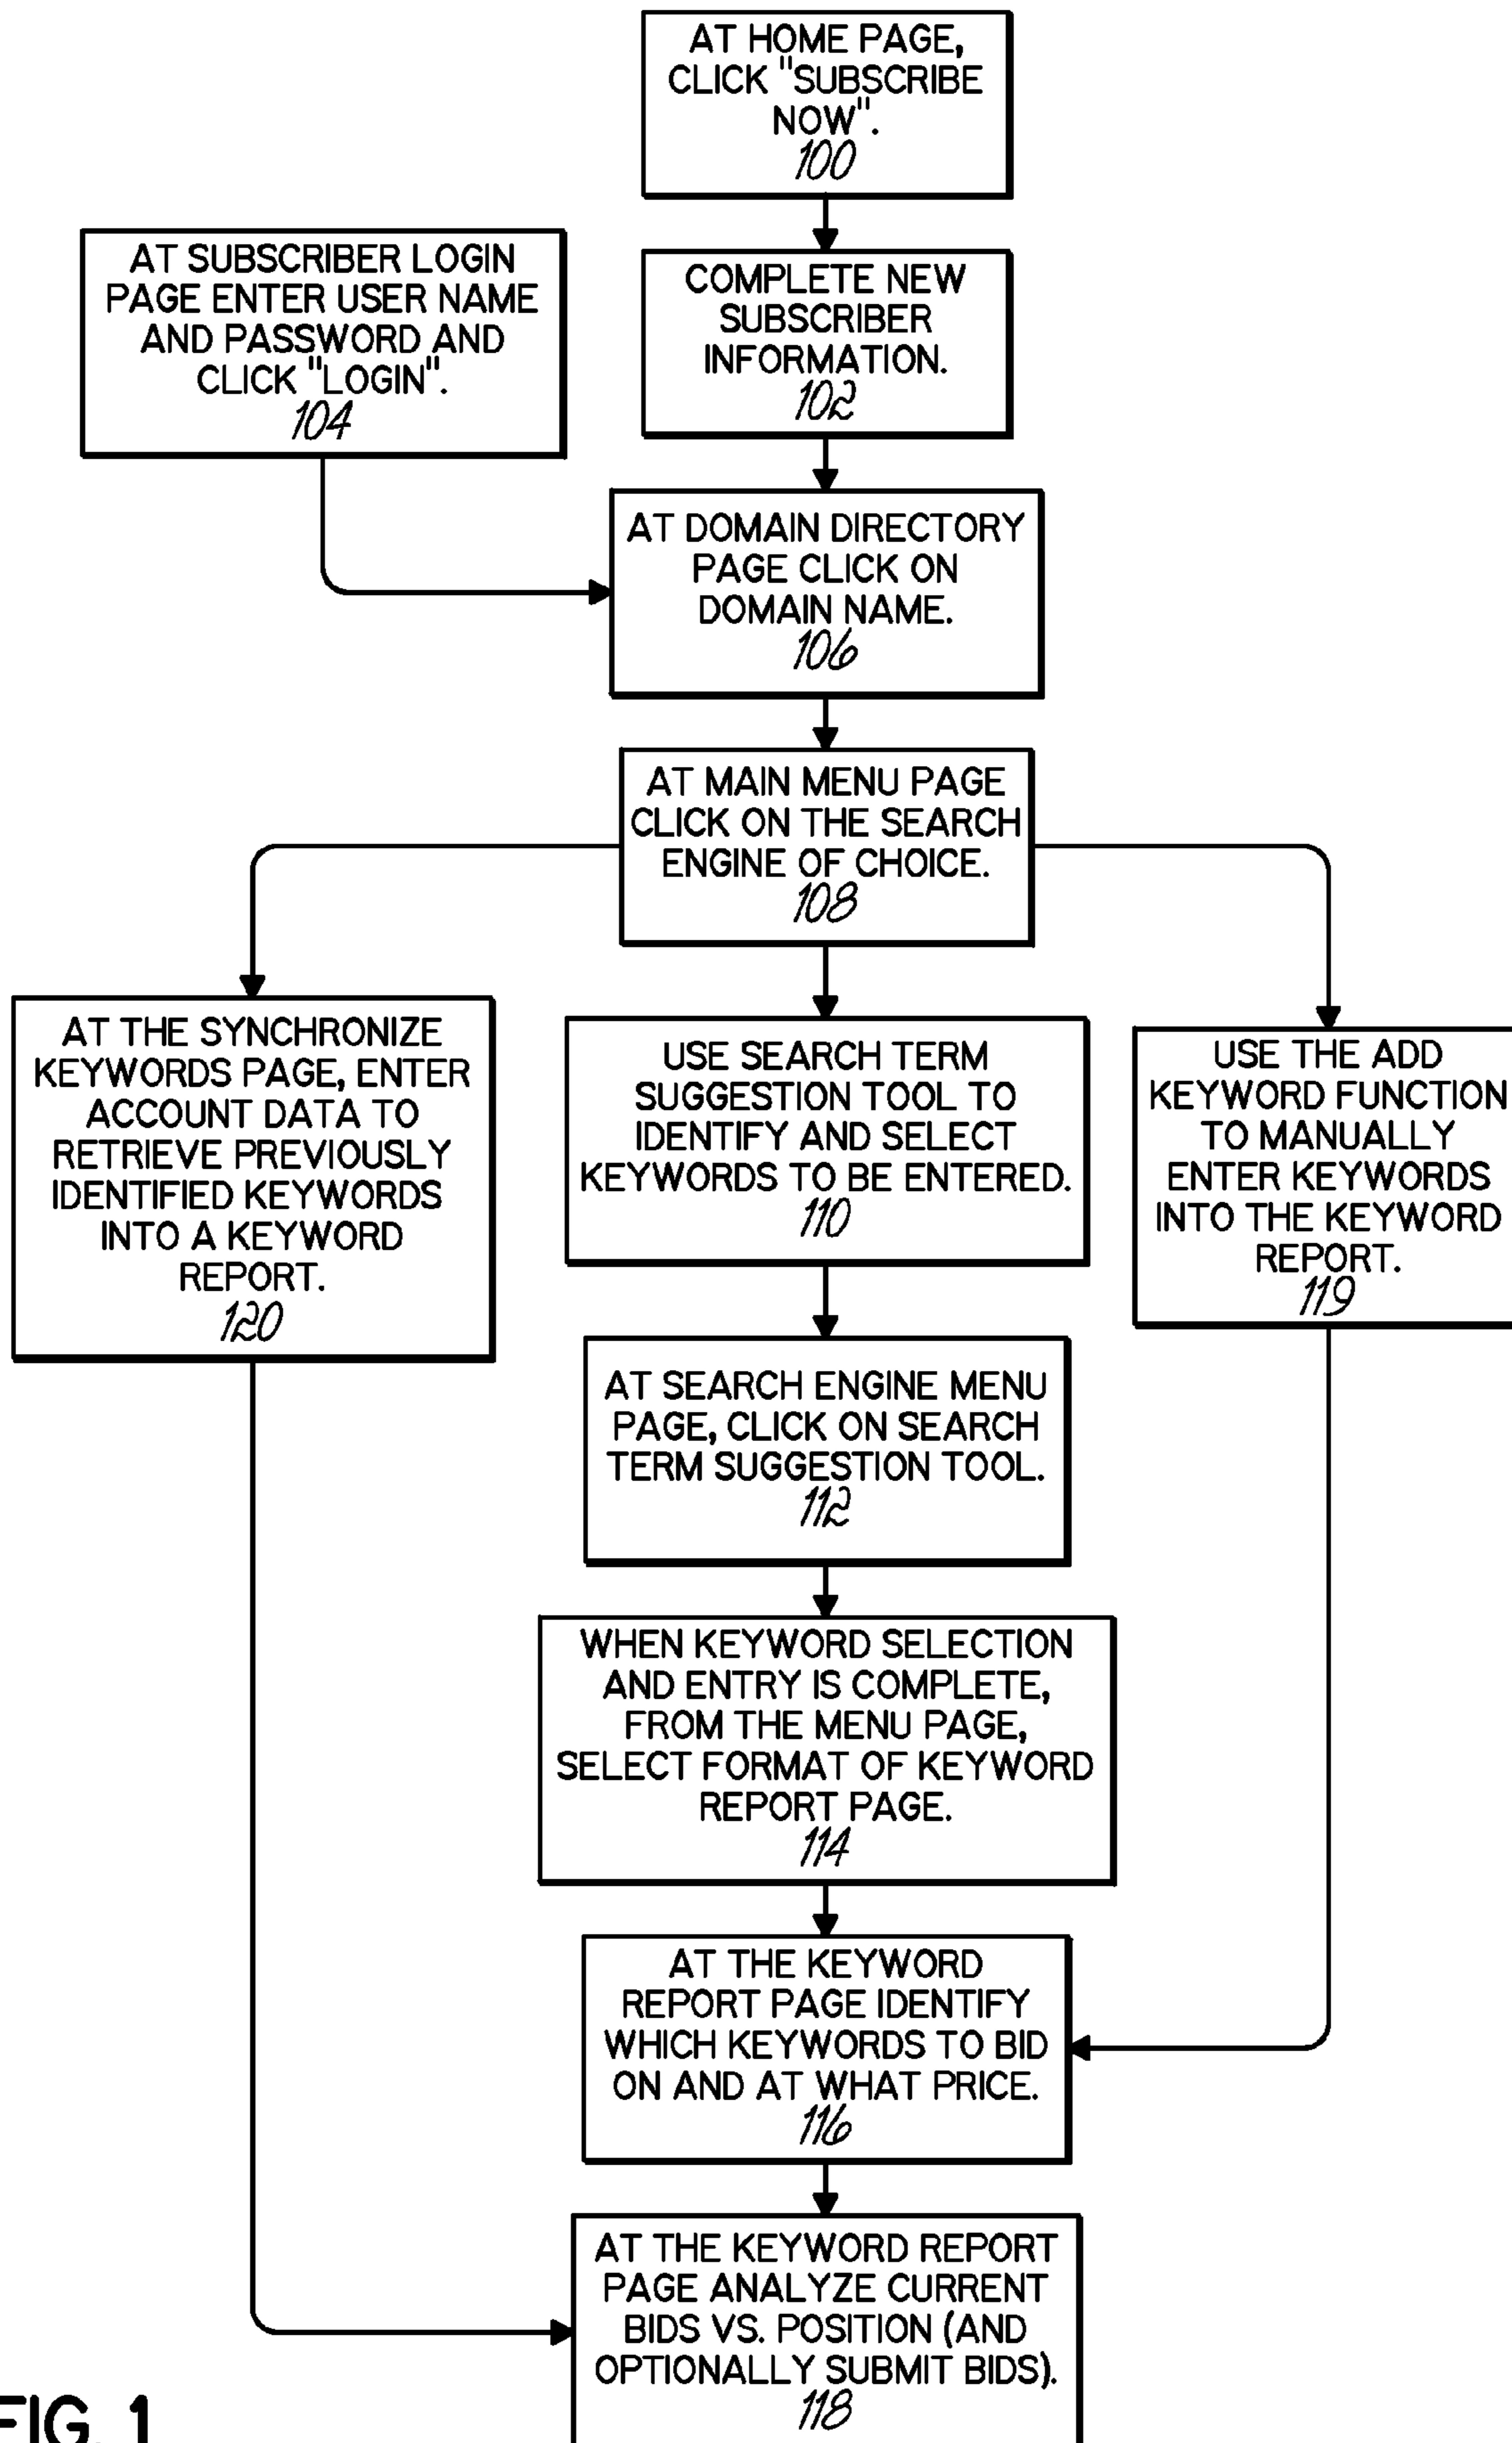 AT HOME PAGE,
CLICK "SUBSCRIBE
NOW".
100
AT SUBSCRIBER LOGIN
PAGE ENTER USER NAME
AND PASSWORD AND
CLICK "LOGIN".
104
COMPLETE NEW
SUBSCRIBER
INFORMATION.
102
AT DOMAIN DIRECTORY
PAGE CLICK ON
DOMAIN NAME.
106
AT MAIN MENU PAGE
CLICK ON THE SEARCH
ENGINE OF CHOICE.
108
AT THE SYNCHRONIZE
KEYWORDS PAGE, ENTER
ACCOUNT DATA TO
RETRIEVE PREVIOUSLY
IDENTIFIED KEYWORDS
INTO A KEYWORD
REPORT.
120
USE SEARCH TERM
SUGGESTION TOOL TO
IDENTIFY AND SELECT
KEYWORDS TO BE ENTERED.
110
USE THE ADD
KEYWORD FUNCTION
TO MANUALLY
ENTER KEYWORDS
INTO THE KEYWORD
REPORT.
119
AT SEARCH ENGINE MENU
PAGE, CLICK ON SEARCH
TERM SUGGESTION TOOL.
112
WHEN KEYWORD SELECTION
AND ENTRY IS COMPLETE,
FROM THE MENU PAGE,
SELECT FORMAT OF KEYWORD
REPORT PAGE.
114
AT THE KEYWORD
REPORT PAGE IDENTIFY
WHICH KEYWORDS TO BID
ON AND AT WHAT PRICE.
116
AT THE KEYWORD REPORT
PAGE ANALYZE CURRENT
BIDS VS. POSITION (AND
OPTIONALLY SUBMIT BIDS).
118
FIG. 1